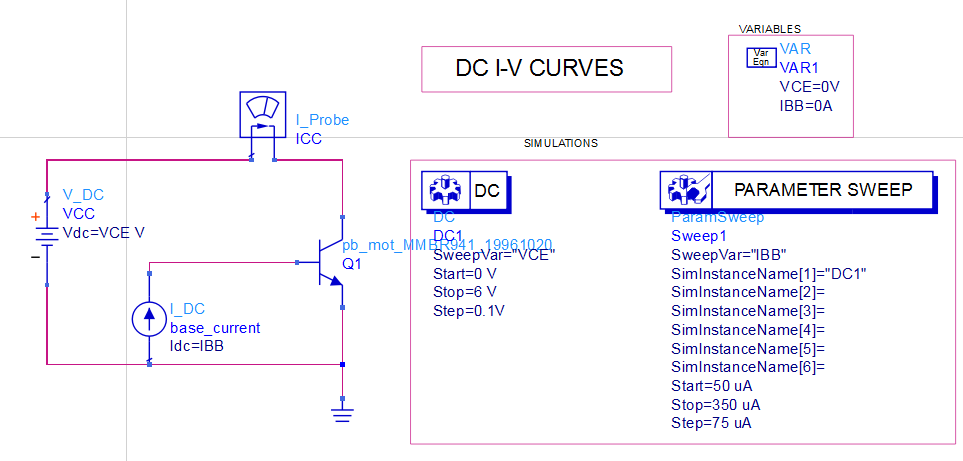 VARIABLES
Var
Eqn
VAR
VAR1
VCE=0V
IBB=0A
DC I-V CURVES
I_Probe
ICC
SIMULATIONS
V_DC
VCC
Vdc=VCE V
+
−
pb_mot_MMBR941_19961020
Q1
I_DC
base_current
Idc=IBB
DC
DC
DC1
SweepVar="VCE"
Start=0 V
Stop=6 V
Step=0.1V
PARAMETER SWEEP
ParamSweep
Sweep1
SweepVar="IBB"
SimInstanceName[1]="DC1"
SimInstanceName[2]=
SimInstanceName[3]=
SimInstanceName[4]=
SimInstanceName[5]=
SimInstanceName[6]=
Start=50 uA
Stop=350 uA
Step=75 uA